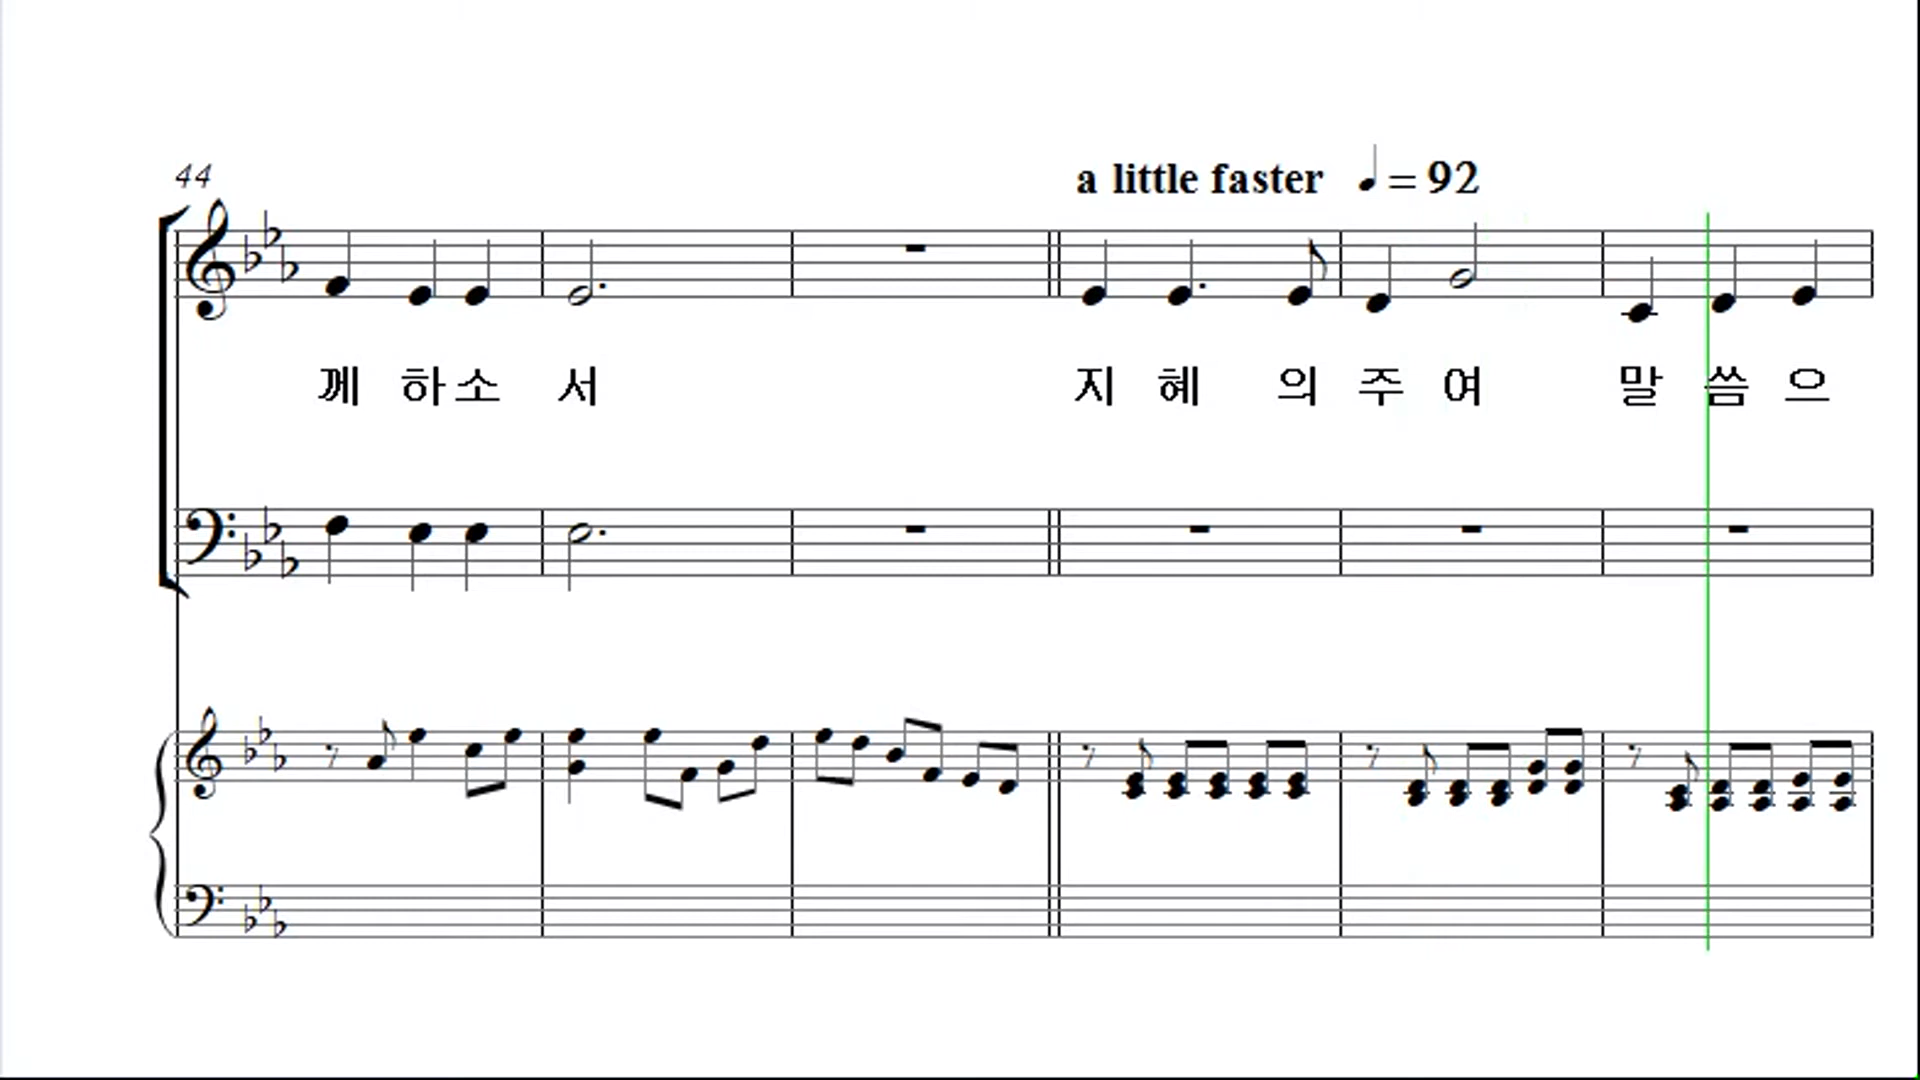 44
a little faster ♩ = 92
께 하 소 서 지 혜 의 주 여 말 씀 으